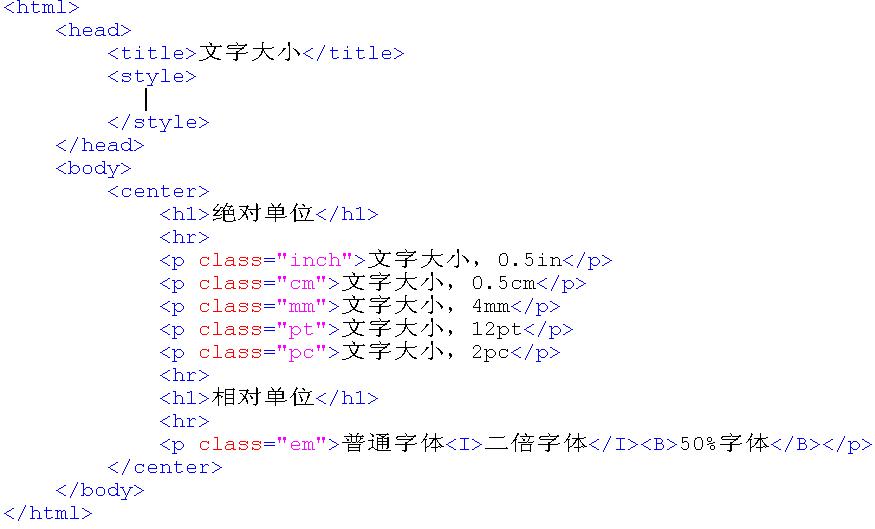 <html>
<head>
<title>文字大小</title>
<style>
</style>
</head>
<body>
<center>
<h1>绝对单位</h1>
<hr>
<p class="inch">文字大小，0.5in</p>
<p class="cm">文字大小，0.5cm</p>
<p class="mm">文字大小，4mm</p>
<p class="pt">文字大小，12pt</p>
<p class="pc">文字大小，2pc</p>
<hr>
<h1>相对单位</h1>
<hr>
<p class="em">普通字体<I>二倍字体</I><B>50%字体</B></p>
</center>
</body>
</html>